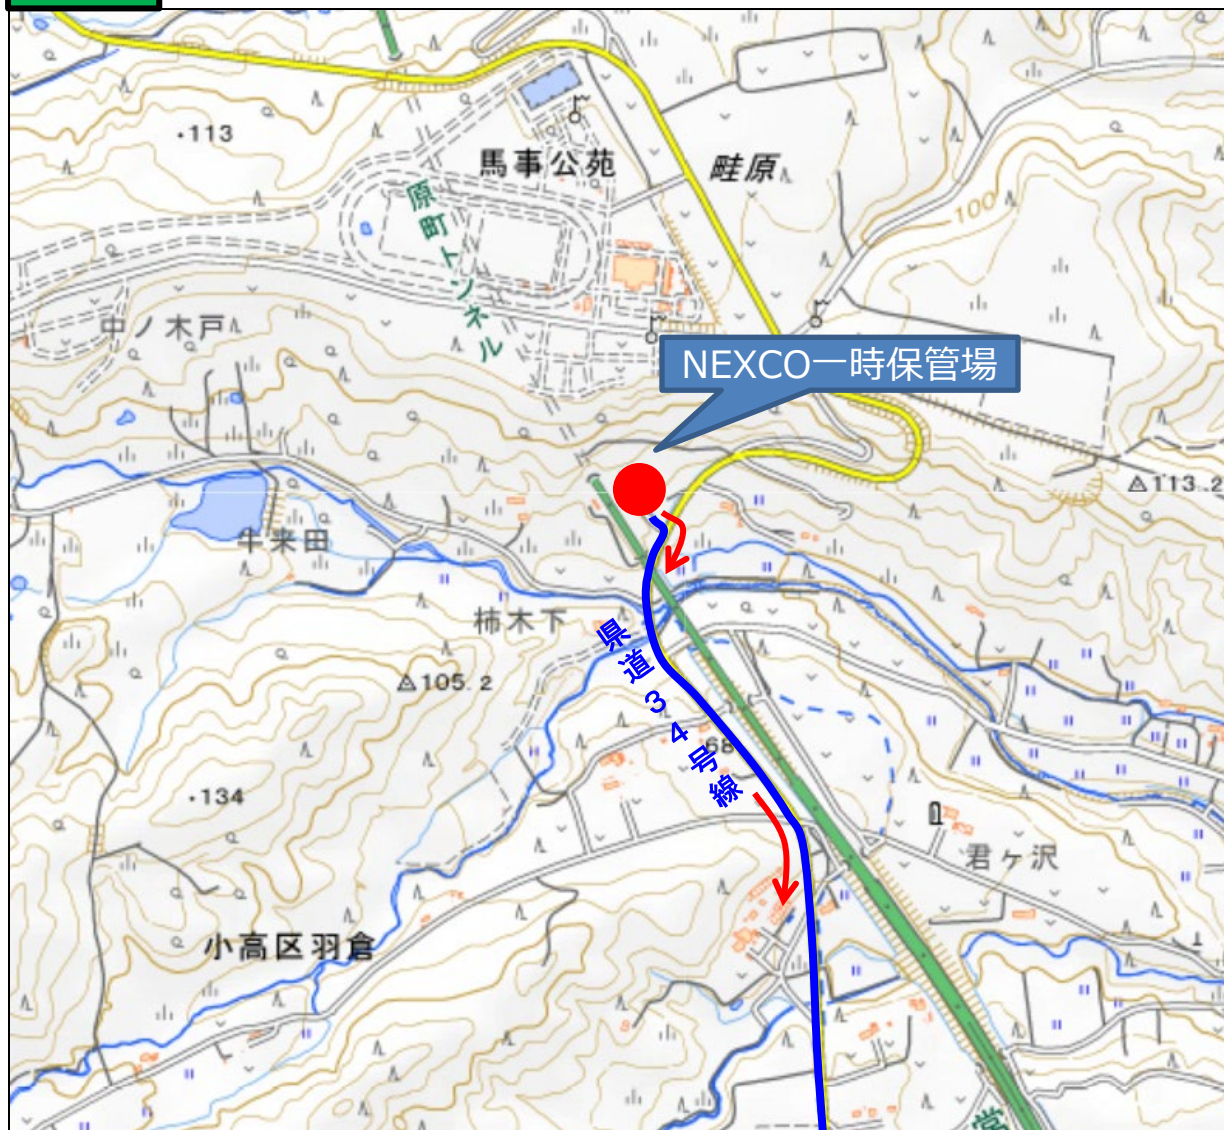 ・113
馬事公苑
畦原
原町トンネル
100
中ノ木戸
NEXCO一時保管場
113.2
牛来田
柿木下
県道34号線
105.2
68
・134
君ヶ沢
小高区羽倉
常